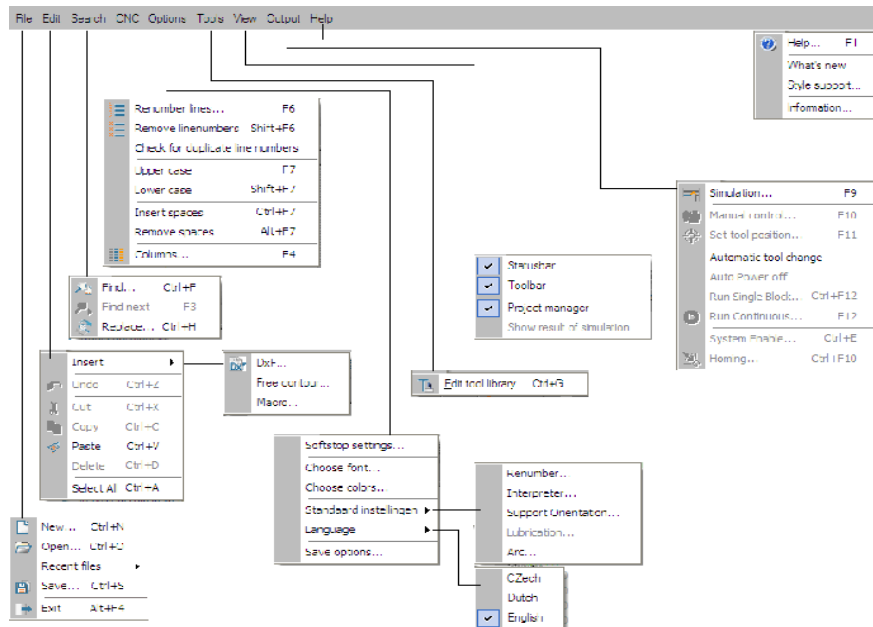 File Edit Search CNC Options Tools View Output Help
Help... F1
What's new
Style support...
Information...
Renumber lines... F6
Remove linenumbers Shift+F6
Check for duplicate line numbers
Upper case F7
Lower case Shift+F7
Insert spaces Ctrl+F7
Remove spaces Alt+F7
Columns... F4
Simulation... F9
Manual control... F10
Set tool position... F11
Automatic tool change
Auto Power off
Run Single Block... Ctrl+F12
Run Continuous... F12
System Enable... Ctrl+E
Homing... Ctrl+F10
Statusbar
Toolbar
Project manager
Show result of simulation
Find... Ctrl+F
Find next F3
Replace... Ctrl+H
Insert
Undo Ctrl+Z
Cut Ctrl+X
Copy Ctrl+C
Paste Ctrl+V
Delete Ctrl+D
Select All Ctrl+A
DXF...
Free contour...
Macro...
Edit tool library Ctrl+G
Softstop settings...
Choose font...
Choose colors...
Standaard instellingen
Language
Save options...
Renumber...
Interpreter...
Support Orientation...
Lubrication...
Arc...
CZech
Dutch
English
New... Ctrl+N
Open... Ctrl+O
Recent files
Save... Ctrl+S
Exit Alt+F4